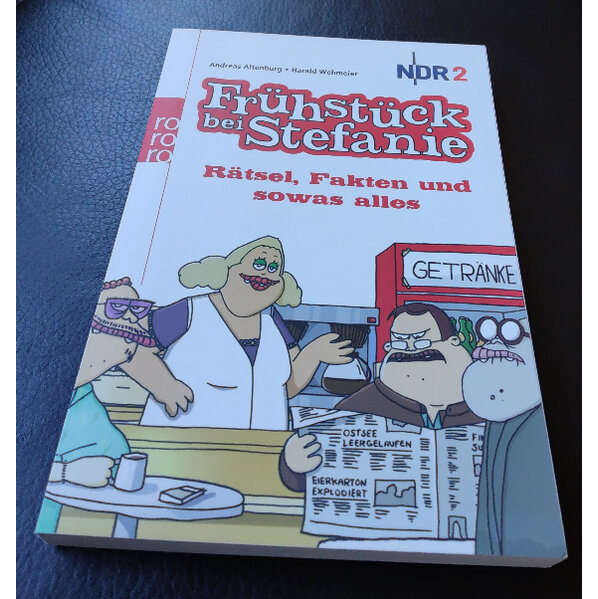 Andreas Altenburg • Harald Wehmeier
NDR 2
ro
ro
ro
Frühstück
bei Stefanie
Rätsel, Fakten und
sowas alles
GETRÄNKE
OSTSEE
LEERGELAUFEN
EIERKARTON
EXPLODIERT